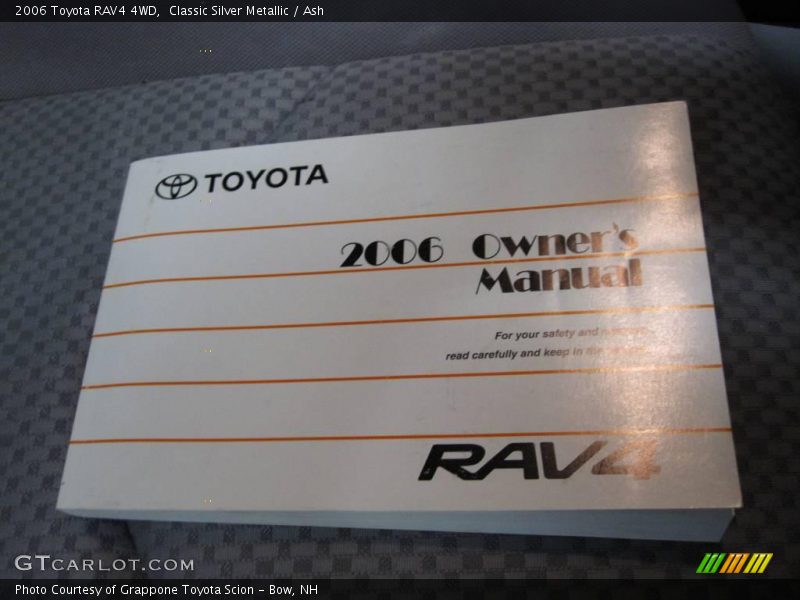 2006 Toyota RAV4 4WD,  Classic Silver Metallic / Ash
TOYOTA
2006 Owner's
Manual
For your safety and
read carefully and keep in
RAV4
GTCARLOT.COM
Photo Courtesy of Grappone Toyota Scion – Bow, NH